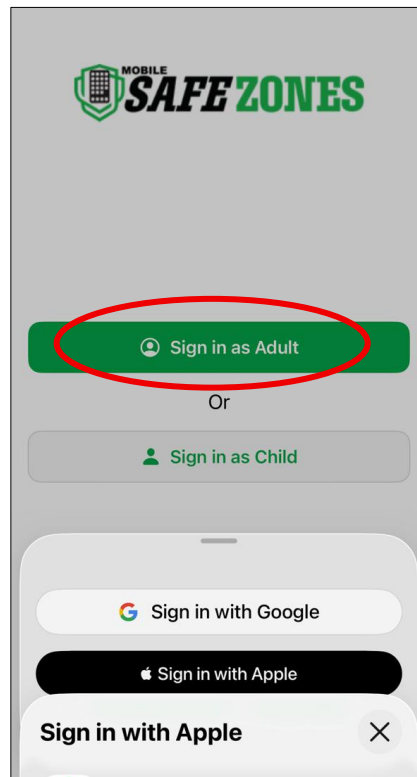 MOBILE
SAFE ZONES
Sign in as Adult
Or
Sign in as Child
Sign in with Google
Sign in with Apple
Sign in with Apple